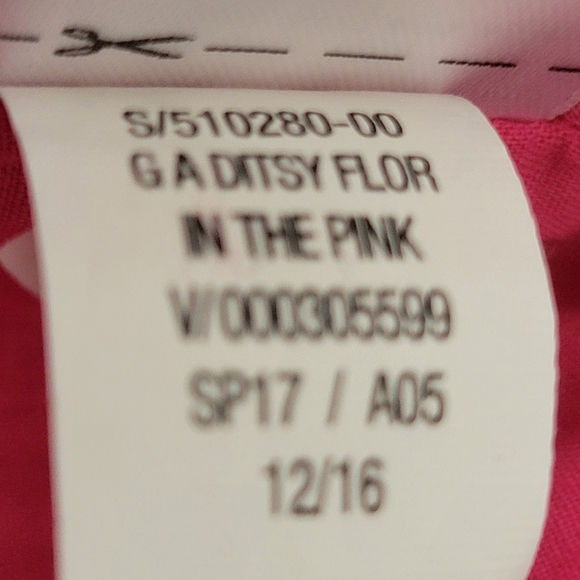 S/510280-00
G A DITSY FLOR
IN THE PINK
V/000305599
SP17 / A05
12/16